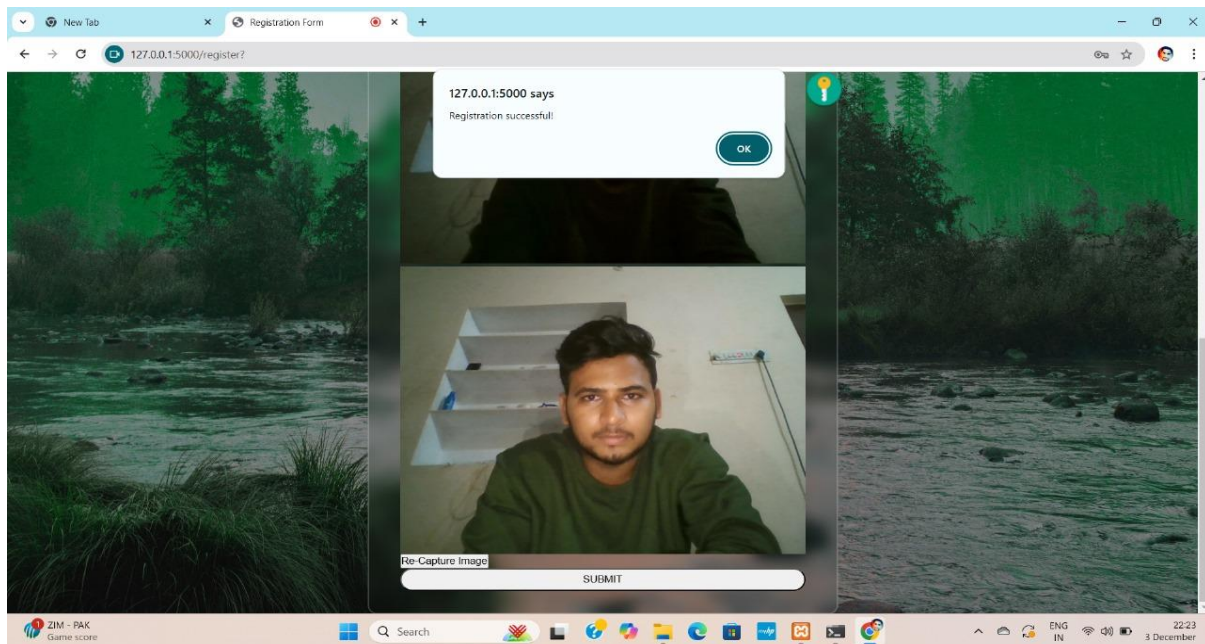 New Tab
Registration Form
127.0.0.1:5000/register?
127.0.0.1:5000 says
Registration successful!
OK
Re-Capture Image
SUBMIT
1
ZIM - PAK
Game score
Search
ENG
IN
22:23
3 December